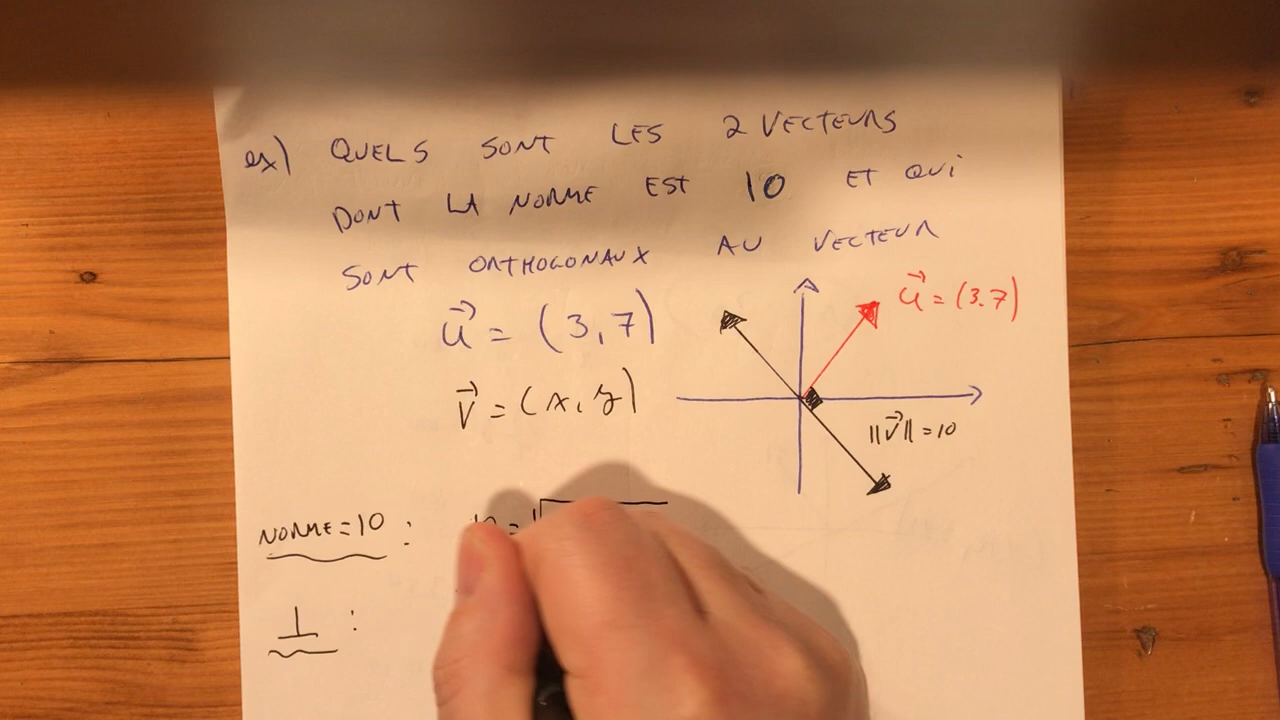 ex) QUELS SONT LES 2 VECTEURS
DONT LA NORME EST 10 ET QUI
SONT ORTHOGONAUX AU VECTEUR
u⃗ = (3,7)
v⃗ = (x,y)
u⃗ = (3,7)
||v⃗|| = 10
NORME = 10 : 10 = √
⊥ :